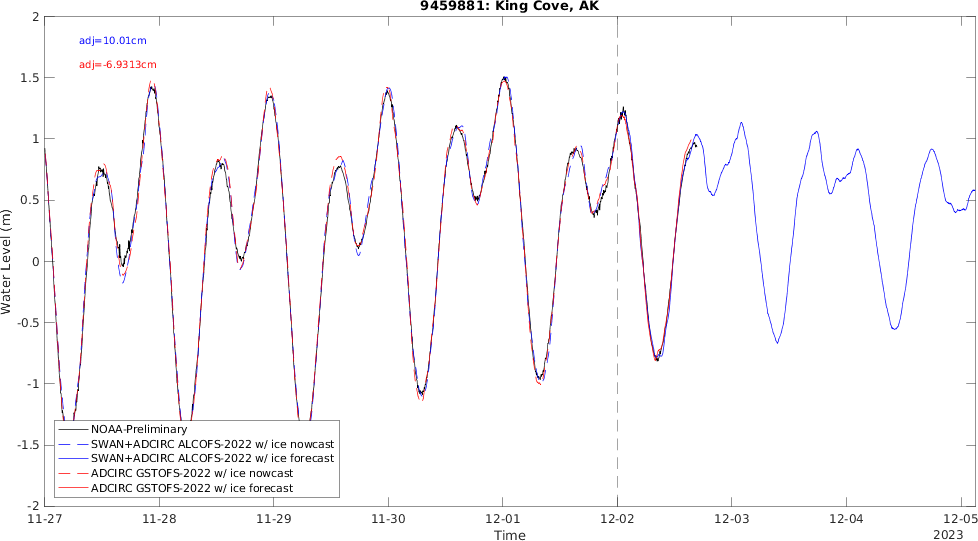 9459881: King Cove, AK
adj=10.01cm
adj=-6.9313cm
Water Level (m)
2
1.5
1
0.5
0
-0.5
-1
-1.5
-2
NOAA-Preliminary
SWAN+ADCIRC ALCOFS-2022 w/ ice nowcast
SWAN+ADCIRC ALCOFS-2022 w/ ice forecast
ADCIRC GSTOFS-2022 w/ ice nowcast
ADCIRC GSTOFS-2022 w/ ice forecast
11-27 11-28 11-29 11-30 12-01 12-02 12-03 12-04 12-05
Time
2023